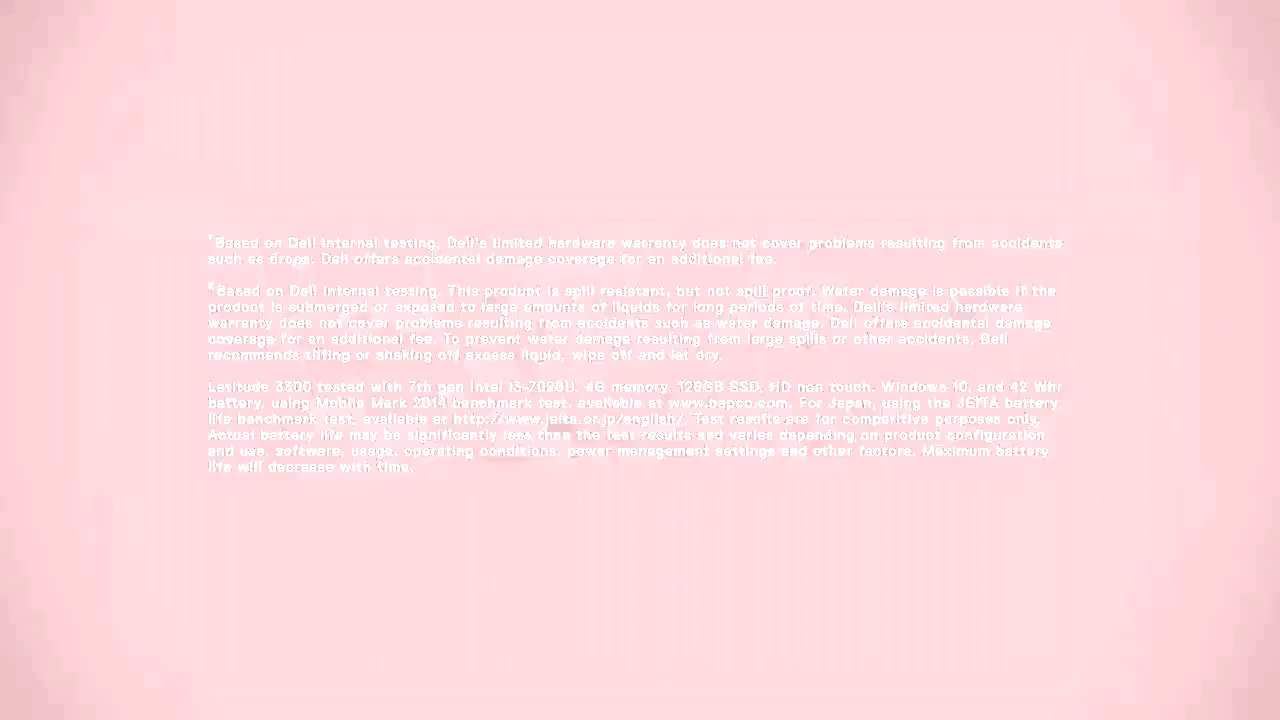 Based on Dell internal testing. Dell's limited hardware warranty does not cover problems resulting from accidents
such as drops. Dell offers accidental damage coverage for an additional fee.
Based on Dell internal testing. This product is spill resistant, but not spill proof. Water damage is possible if the
product is submerged or exposed to large amounts of liquids for long periods of time. Dell's limited hardware
warranty does not cover problems resulting from accidents such as water damage. Dell offers accidental damage
coverage for an additional fee. To prevent water damage resulting from large spills or other accidents, Dell
recommends tilting or shaking off excess liquid, wipe off and let dry.
Latitude 3300 tested with 7th gen Intel i3-7020U, 4G memory, 128GB SSD, HD non touch, Windows 10, and 42 Whr
battery, using Mobile Mark 2014 benchmark test, available at www.bapco.com. For Japan, using the JEITA battery
life benchmark test, available at http://www.jeita.or.jp/english/. Test results are for competitive purposes only.
Actual battery life may be significantly less than the test results and varies depending on product configuration
and use, software, usage, operating conditions, power management settings and other factors. Maximum battery
life will decrease with time.